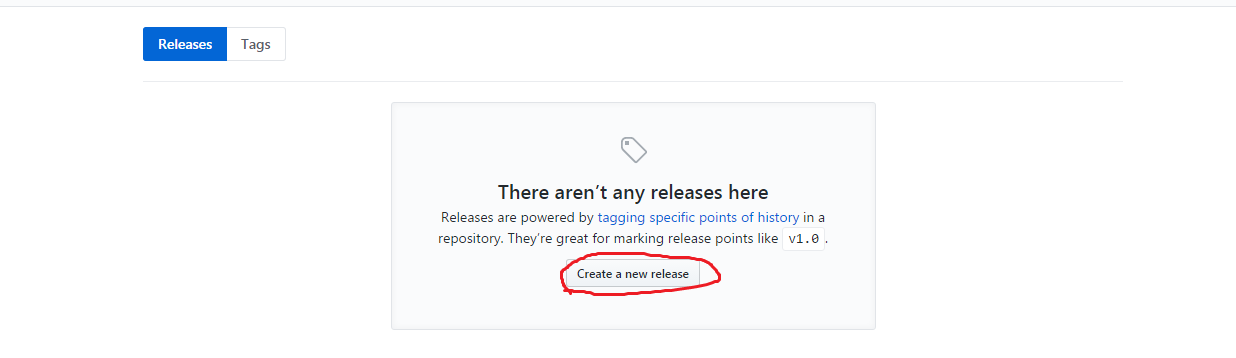 Releases
Tags
There aren’t any releases here
Releases are powered by tagging specific points of history in a
repository. They’re great for marking release points like v1.0 .
Create a new release